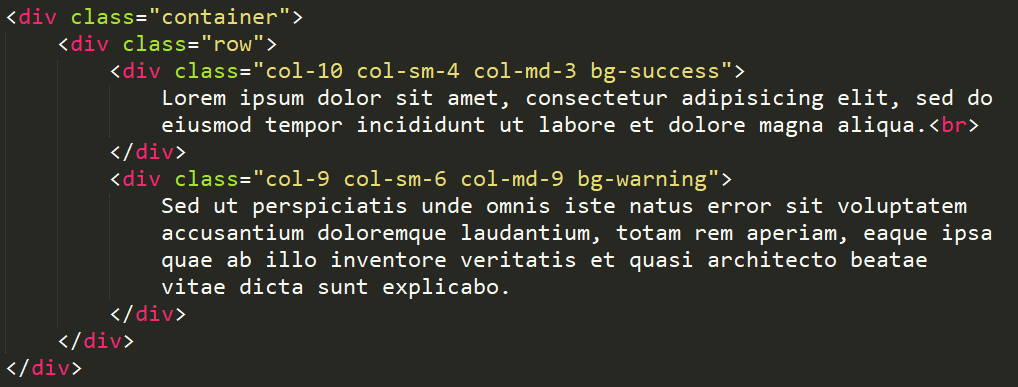 <div class="container">
    <div class="row">
        <div class="col-10 col-sm-4 col-md-3 bg-success">
            Lorem ipsum dolor sit amet, consectetur adipisicing elit, sed do
            eiusmod tempor incididunt ut labore et dolore magna aliqua.<br>
        </div>
        <div class="col-9 col-sm-6 col-md-9 bg-warning">
            Sed ut perspiciatis unde omnis iste natus error sit voluptatem
            accusantium doloremque laudantium, totam rem aperiam, eaque ipsa
            quae ab illo inventore veritatis et quasi architecto beatae
            vitae dicta sunt explicabo.
        </div>
    </div>
</div>